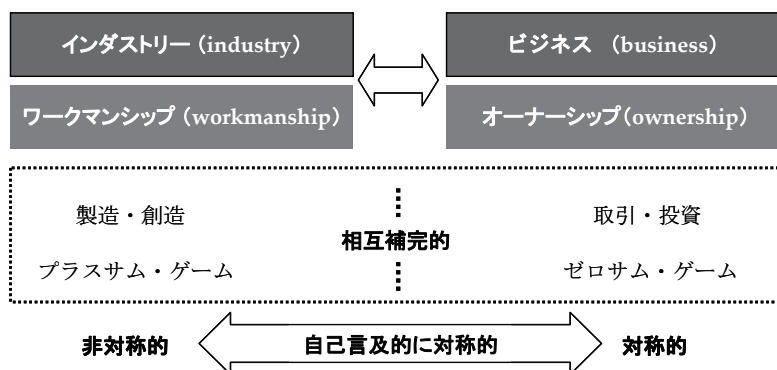 インダストリー（industry）
ビジネス （business）
ワークマンシップ（workmanship）
オーナーシップ（ownership）
製造・創造
取引・投資
相互補完的
プラスサム・ゲーム
ゼロサム・ゲーム
非対称的
自己言及的に対称的
対称的